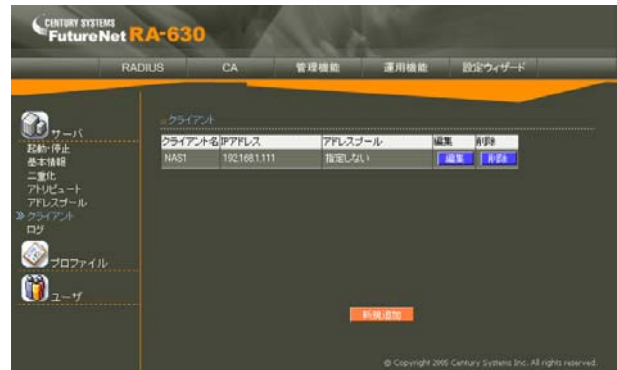 CENTURY SYSTEMS
FutureNet RA-630
RADIUS CA 管理機能 運用機能 設定ウィザード
サーバ
起動・停止
基本情報
二重化
アトリビュート
アドレスプール
クライアント
ログ
プロファイル
ユーザ
クライアント
クライアント名 IPアドレス アドレスプール 編集 削除
NAS1 192.168.1.111 指定しない 編集 削除
新規追加
© Copyright 2005 Century Systems Inc. All rights reserved.